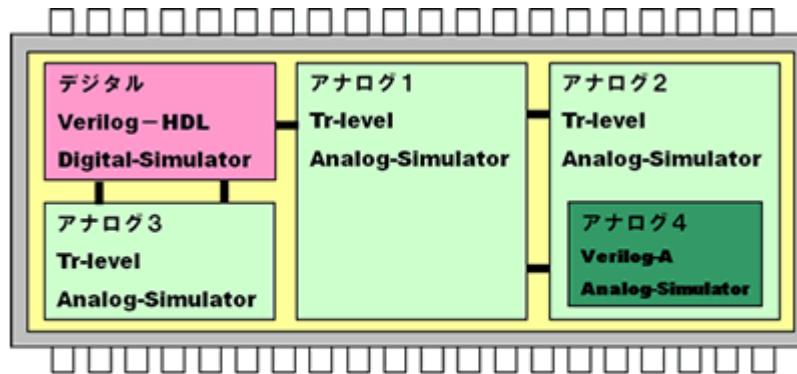 デジタル
Verilog－HDL
Digital-Simulator
アナログ1
Tr-level
Analog-Simulator
アナログ2
Tr-level
Analog-Simulator
アナログ3
Tr-level
Analog-Simulator
アナログ4
Verilog-A
Analog-Simulator